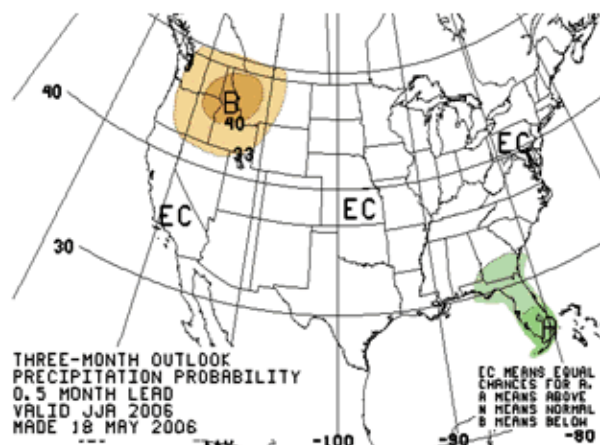 40
B
40
33
EC
EC
EC
30
A
THREE-MONTH OUTLOOK
PRECIPITATION PROBABILITY
0.5 MONTH LEAD
VALID JJA 2006
MADE 18 MAY 2006
EC MEANS EQUAL
CHANCES FOR A,
A MEANS ABOVE
N MEANS NORMAL
B MEANS BELOW
-100
-90
-80